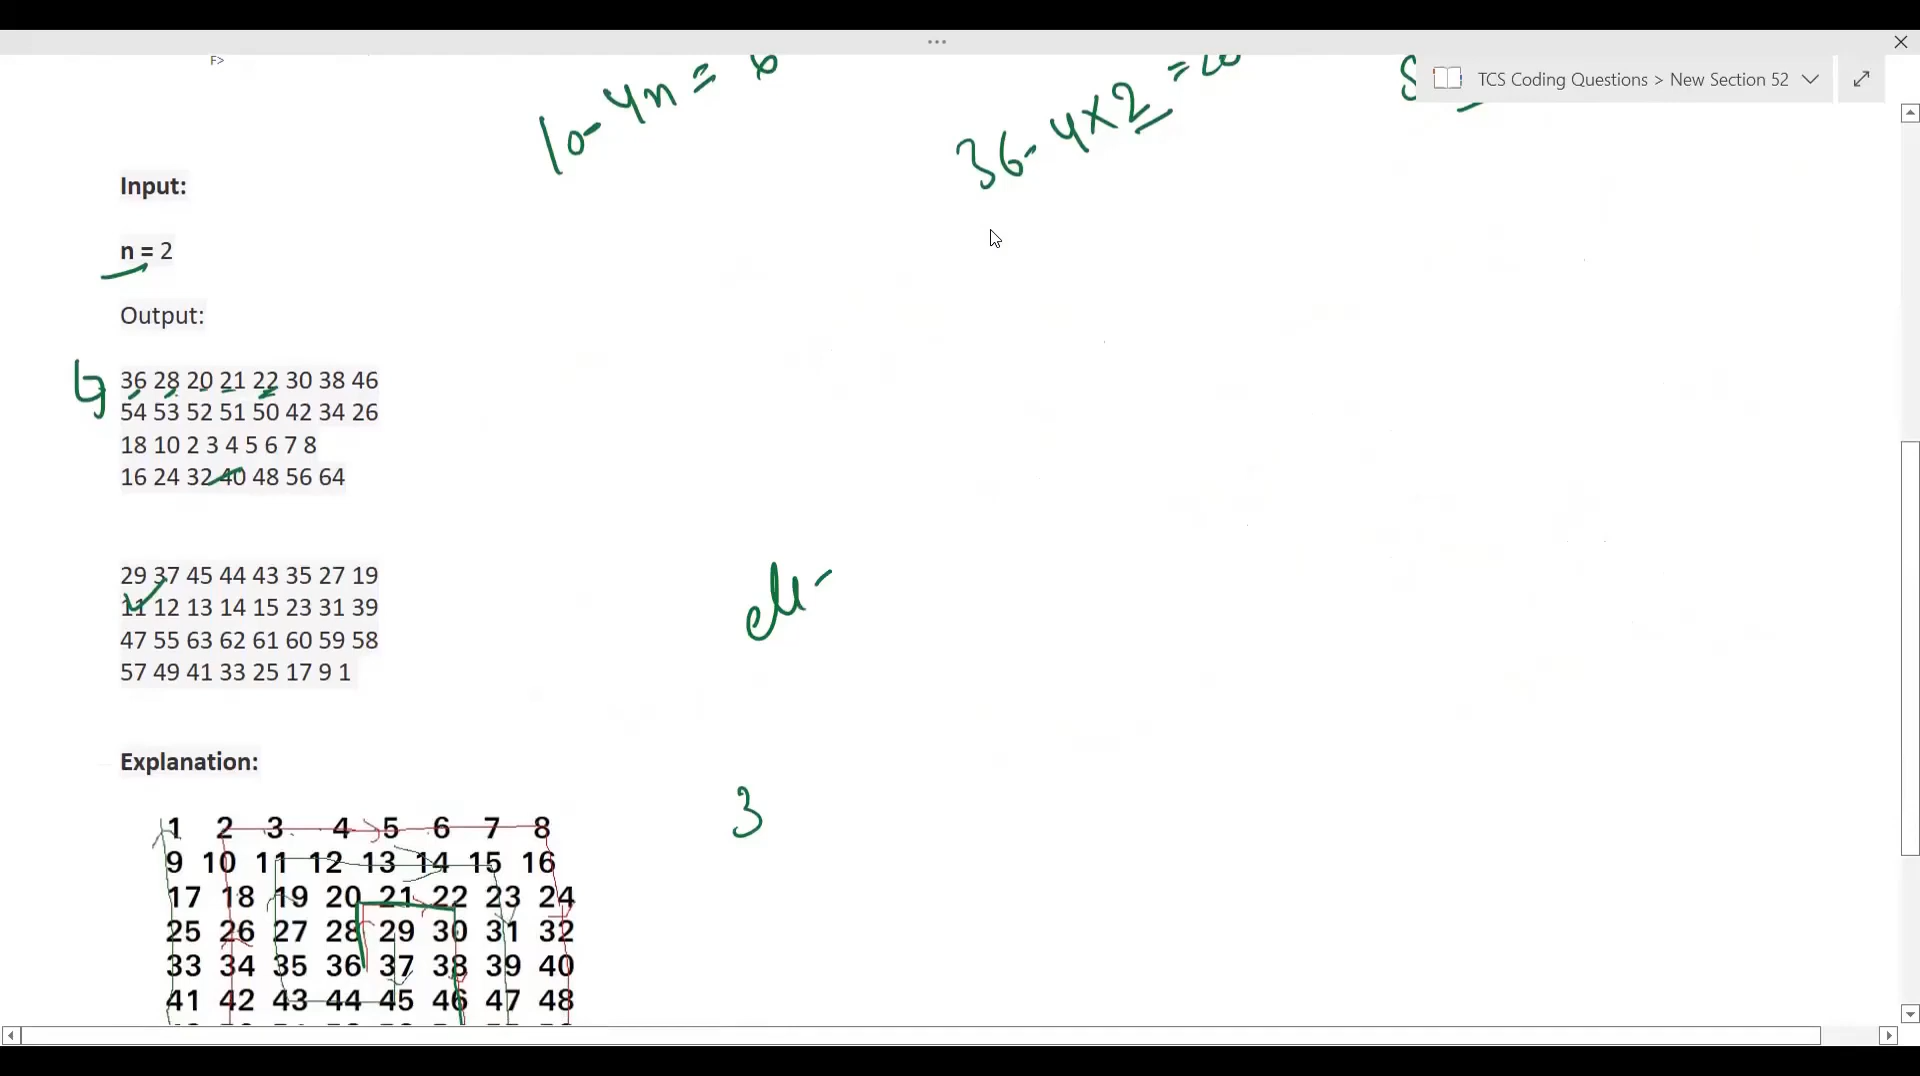 F>
TCS Coding Questions > New Section 52
10-4n = 6
36-4x2
Input:
n = 2
Output:
36 28 20 21 22 30 38 46
54 53 52 51 50 42 34 26
18 10 2 3 4 5 6 7 8
16 24 32 40 48 56 64
29 37 45 44 43 35 27 19
11 12 13 14 15 23 31 39
47 55 63 62 61 60 59 58
57 49 41 33 25 17 9 1
Explanation:
3
1 2 3 4 5 6 7 8
9 10 11 12 13 14 15 16
17 18 19 20 21 22 23 24
25 26 27 28 29 30 31 32
33 34 35 36 37 38 39 40
41 42 43 44 45 46 47 48